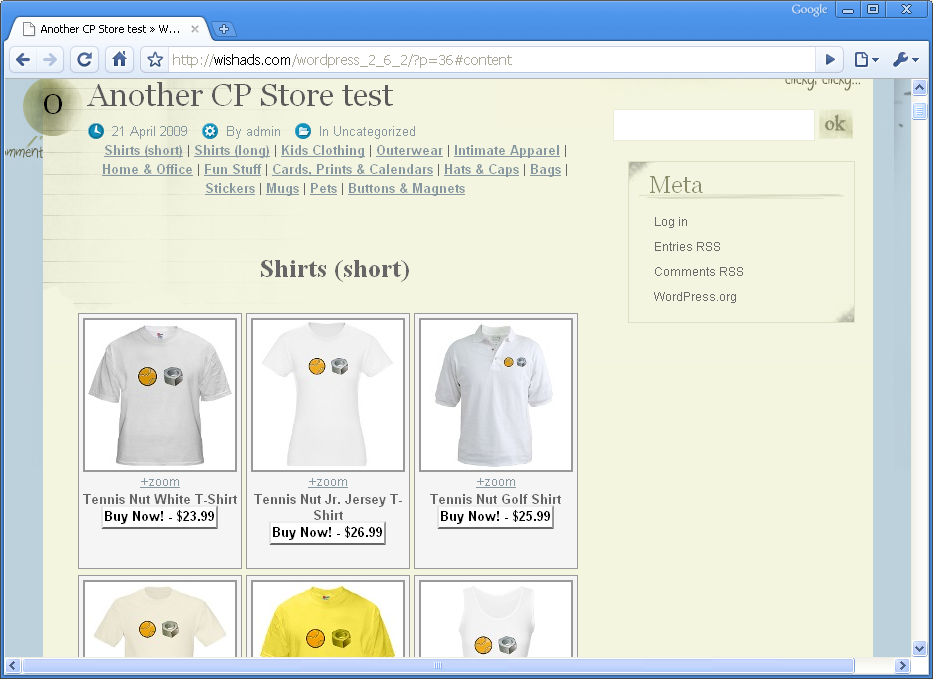 Google
Another CP Store test » W...
http://wishads.com/wordpress_2_6_2/?p=36#content
clicky, clicky...
0
Another CP Store test
21 April 2009 By admin In Uncategorized
mment
Shirts (short) | Shirts (long) | Kids Clothing | Outerwear | Intimate Apparel |
Home & Office | Fun Stuff | Cards, Prints & Calendars | Hats & Caps | Bags |
Stickers | Mugs | Pets | Buttons & Magnets
ok
Meta
Log in
Entries RSS
Comments RSS
WordPress.org
Shirts (short)
+zoom
Tennis Nut White T-Shirt
Buy Now! - $23.99
+zoom
Tennis Nut Jr. Jersey T-
Shirt
Buy Now! - $26.99
+zoom
Tennis Nut Golf Shirt
Buy Now! - $25.99